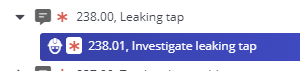 238.00, Leaking tap
238.01, Investigate leaking tap